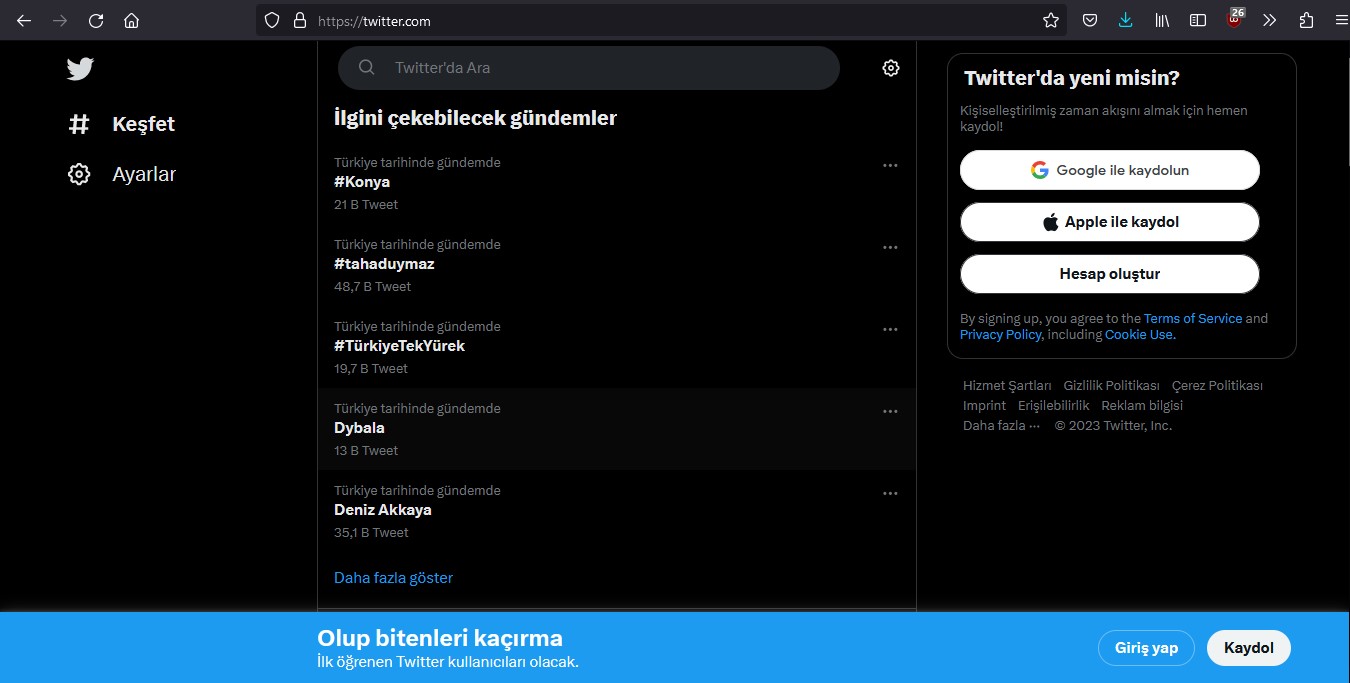 https://twitter.com
26
Keşfet
Ayarlar
Twitter'da Ara
İlgini çekebilecek gündemler
Türkiye tarihinde gündemde
#Konya
21 B Tweet
Türkiye tarihinde gündemde
#tahaduymaz
48,7 B Tweet
Türkiye tarihinde gündemde
#TürkiyeTekYürek
19,7 B Tweet
Türkiye tarihinde gündemde
Dybala
13 B Tweet
Türkiye tarihinde gündemde
Deniz Akkaya
35,1 B Tweet
Daha fazla göster
Twitter'da yeni misin?
Kişiselleştirilmiş zaman akışını almak için hemen
kaydol!
Google ile kaydolun
Apple ile kaydol
Hesap oluştur
By signing up, you agree to the Terms of Service and
Privacy Policy, including Cookie Use.
Hizmet Şartları Gizlilik Politikası Çerez Politikası
Imprint Erişilebilirlik Reklam bilgisi
Daha fazla ··· © 2023 Twitter, Inc.
Olup bitenleri kaçırma
İlk öğrenen Twitter kullanıcıları olacak.
Giriş yap
Kaydol